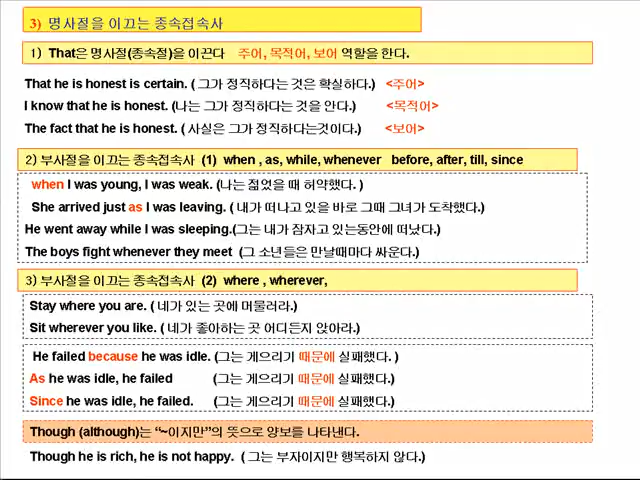 3) 명사절을 이끄는 종속접속사
1) That은 명사절(종속절)을 이끈다 주어, 목적어, 보어 역할을 한다.
That he is honest is certain. ( 그가 정직하다는 것은 확실하다.) <주어>
I know that he is honest. (나는 그가 정직하다는 것을 안다.) <목적어>
The fact that he is honest. ( 사실은 그가 정직하다는것이다.) <보어>
2) 부사절을 이끄는 종속접속사 (1) when , as, while, whenever before, after, till, since
when I was young, I was weak. (나는 젊었을 때 허약했다. )
She arrived just as I was leaving. ( 내가 떠나고 있을 바로 그때 그녀가 도착했다.)
He went away while I was sleeping.(그는 내가 잠자고 있는동안에 떠났다.)
The boys fight whenever they meet (그 소년들은 만날때마다 싸운다.)
3) 부사절을 이끄는 종속접속사 (2) where , wherever,
Stay where you are. ( 네가 있는 곳에 머물러라.)
Sit wherever you like. ( 네가 좋아하는 곳 어디든지 앉아라.)
He failed because he was idle. (그는 게으리기 때문에 실패했다. )
As he was idle, he failed (그는 게으리기 때문에 실패했다.)
Since he was idle, he failed. (그는 게으리기 때문에 실패했다.)
Though (although)는 “~이지만”의 뜻으로 양보를 나타낸다.
Though he is rich, he is not happy. ( 그는 부자이지만 행복하지 않다.)